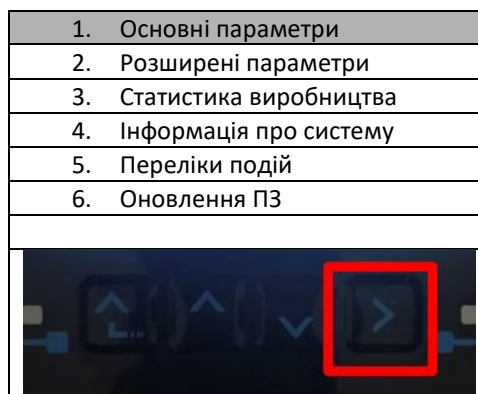 1. Основні параметри
2. Розширені параметри
3. Статистика виробництва
4. Інформація про систему
5. Переліки подій
6. Оновлення ПЗ